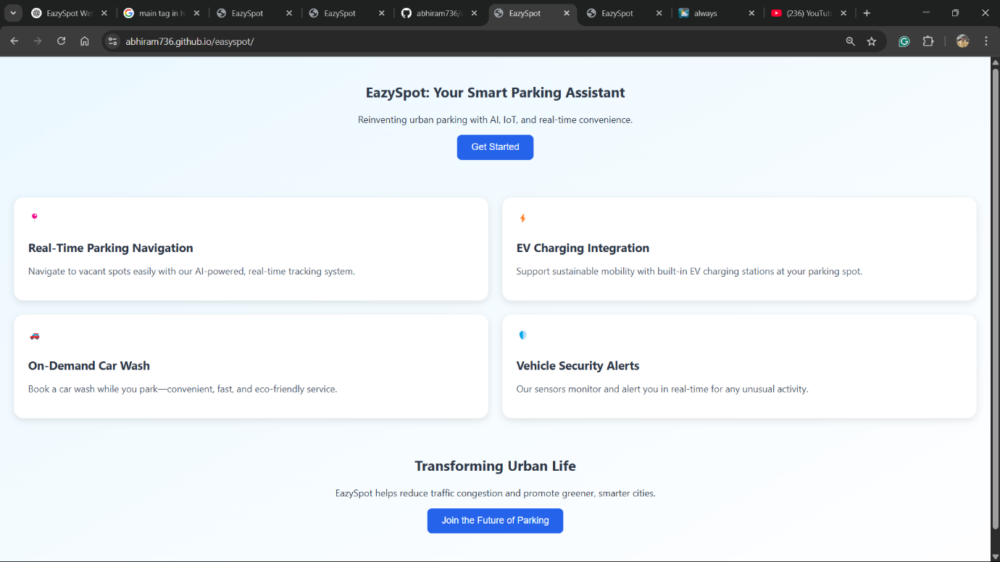 EazySpot We
main tag in h
EazySpot
EazySpot
abhiram736/
EazySpot
EazySpot
always
(236) YouTub
abhiram736.github.io/easyspot/
EazySpot: Your Smart Parking Assistant
Reinventing urban parking with AI, IoT, and real-time convenience.
Get Started
Real-Time Parking Navigation
Navigate to vacant spots easily with our AI-powered, real-time tracking system.
EV Charging Integration
Support sustainable mobility with built-in EV charging stations at your parking spot.
On-Demand Car Wash
Book a car wash while you park—convenient, fast, and eco-friendly service.
Vehicle Security Alerts
Our sensors monitor and alert you in real-time for any unusual activity.
Transforming Urban Life
EazySpot helps reduce traffic congestion and promote greener, smarter cities.
Join the Future of Parking